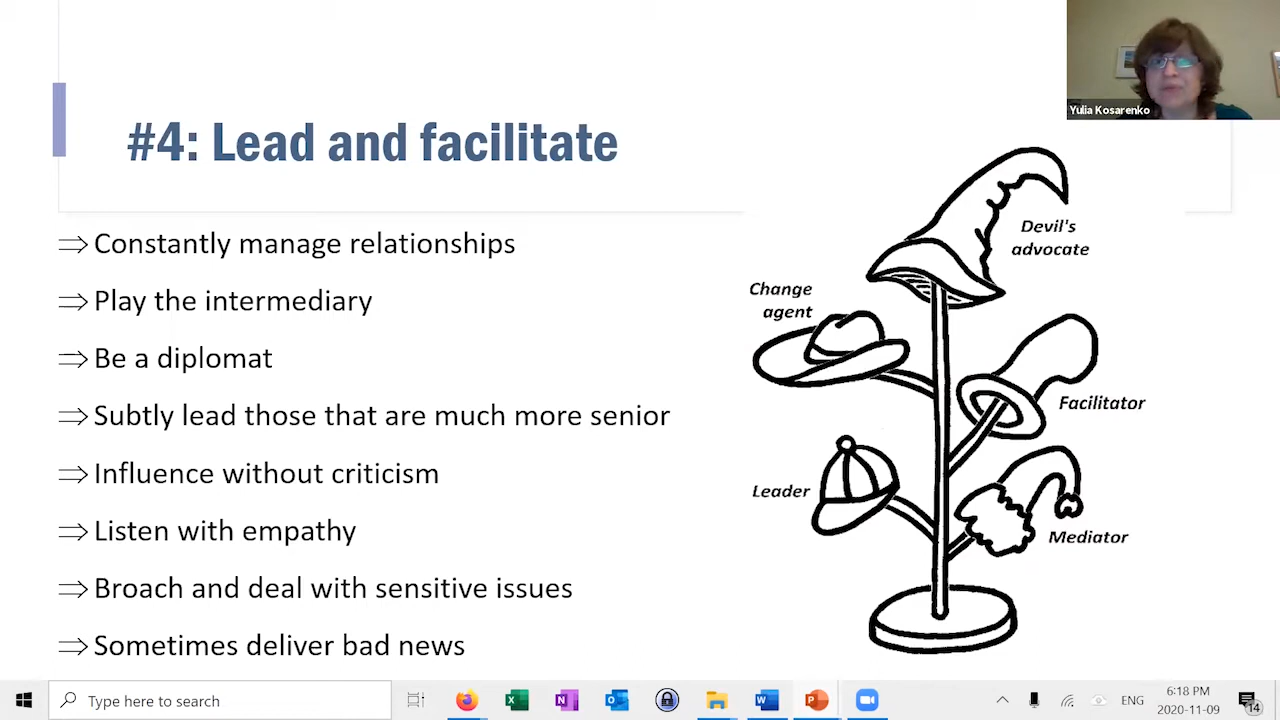 Yulia Kosarenko
#4: Lead and facilitate
⇒ Constantly manage relationships
⇒ Play the intermediary
⇒ Be a diplomat
⇒ Subtly lead those that are much more senior
⇒ Influence without criticism
⇒ Listen with empathy
⇒ Broach and deal with sensitive issues
⇒ Sometimes deliver bad news
Devil's
advocate
Change
agent
Facilitator
Leader
Mediator
Type here to search
ENG
6:18 PM
2020-11-09
14